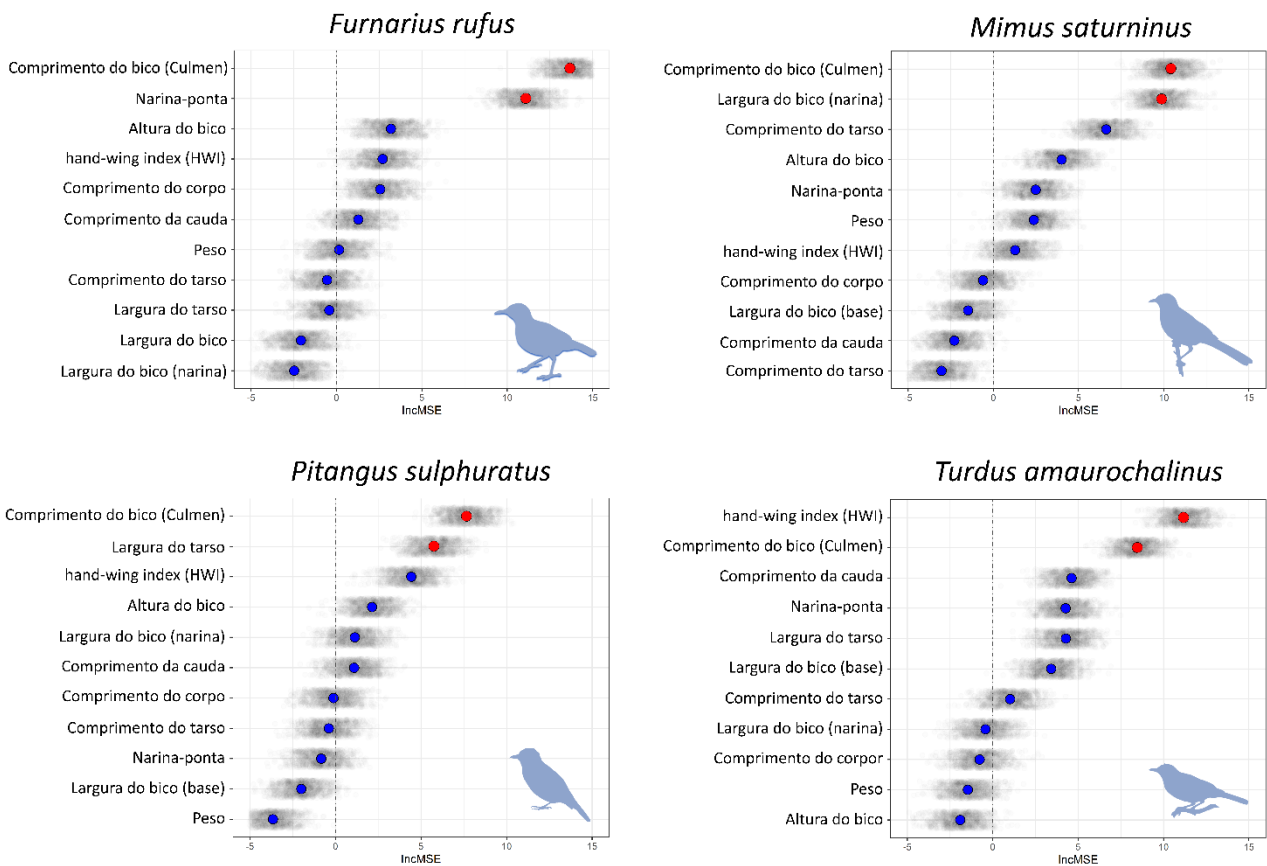 Furnarius rufus
Comprimento do bico (Culmen)
Narina-ponta
Altura do bico
hand-wing index (HWI)
Comprimento do corpo
Comprimento da cauda
Peso
Comprimento do tarso
Largura do tarso
Largura do bico
Largura do bico (narina)
-5 0 5 10 15
IncMSE
Mimus saturninus
Comprimento do bico (Culmen)
Largura do bico (narina)
Comprimento do tarso
Altura do bico
Narina-ponta
Peso
hand-wing index (HWI)
Comprimento do corpo
Largura do bico (base)
Comprimento da cauda
Comprimento do tarso
5 0 5 10 15
IncMSE
Pitangus sulphuratus
Comprimento do bico (Culmen)
Largura do tarso
hand-wing index (HWI)
Altura do bico
Largura do bico (narina)
Comprimento da cauda
Comprimento do corpo
Comprimento do tarso
Narina-ponta
Largura do bico (base)
Peso
-5 0 5 10 15
IncMSE
Turdus amaurochalinus
hand-wing index (HWI)
Comprimento do bico (Culmen)
Comprimento da cauda
Narina-ponta
Largura do tarso
Largura do bico (base)
Comprimento do tarso
Largura do bico (narina)
Comprimento do corpor
Peso
Altura do bico
-5 0 5 10 15
IncMSE